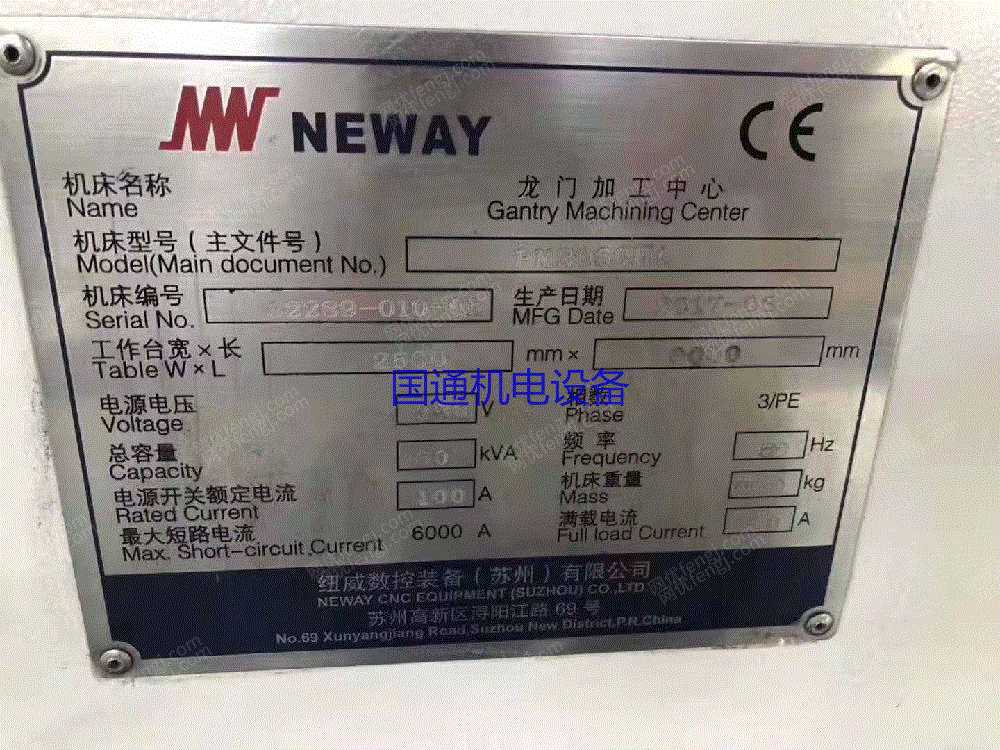 NEWAY
CE
机床名称 龙门加工中心
Name Gantry Machining Center
机床型号(主文件号)
Model(Main document No.)
机床编号 生产日期
Serial No. 2289-010- MFG Date
工作台宽×长 mm× mm
Table W×L
国通机电设备
电源电压 V 相数 3/PE
Voltage Phase
总容量 kVA 频率 Hz
Capacity Frequency
电源开关额定电流 100 A 机床重量 kg
Rated Current Mass
最大短路电流 6000 A 满载电流 A
Max. Short-circuit Current Full load Current
纽威数控装备(苏州)有限公司
NEWAY CNC EQUIPMENT (SUZHOU) CO.,LTD.
苏州高新区浔阳江路69号
No.69 Xunyangjiang Road,Suzhou New District,P.R.China